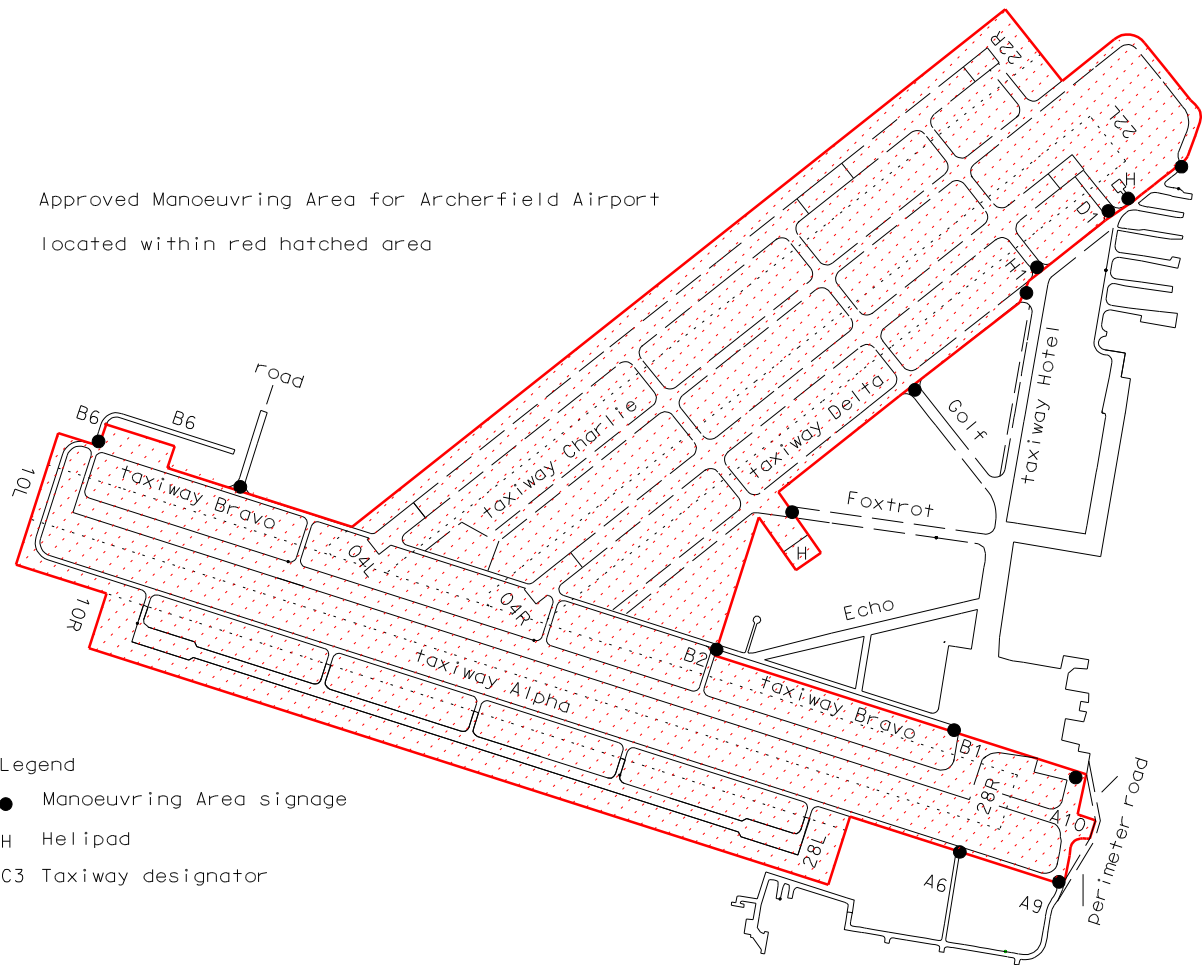 22R
22L
H
D1
Approved Manoeuvring Area for Archerfield Airport
located within red hatched area
H1
taxiway Hotel
road
B6
B6
taxiway Delta
Golf
taxiway Charlie
10L
taxiway Bravo
Foxtrot
04L
H
04R
10R
Echo
B2
taxiway Alpha
taxiway Bravo
B1
28R
A10
perimeter road
28L
A6
A9
Legend
Manoeuvring Area signage
H Helipad
C3 Taxiway designator